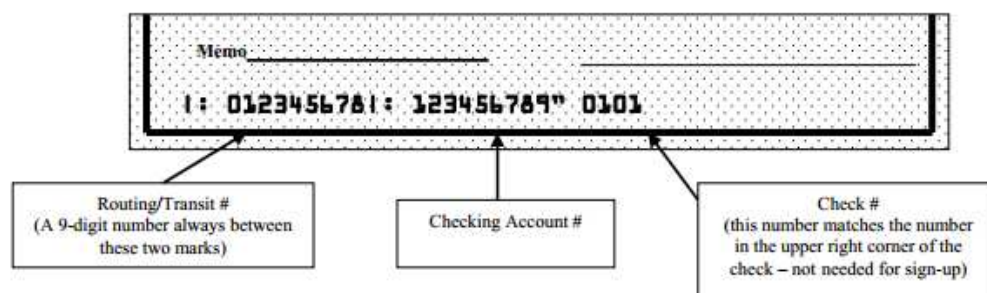 Memo
|: 012345678|: 123456789" 0101
Routing/Transit #
(A 9-digit number always between
these two marks)
Checking Account #
Check #
(this number matches the number
in the upper right corner of the
check – not needed for sign-up)